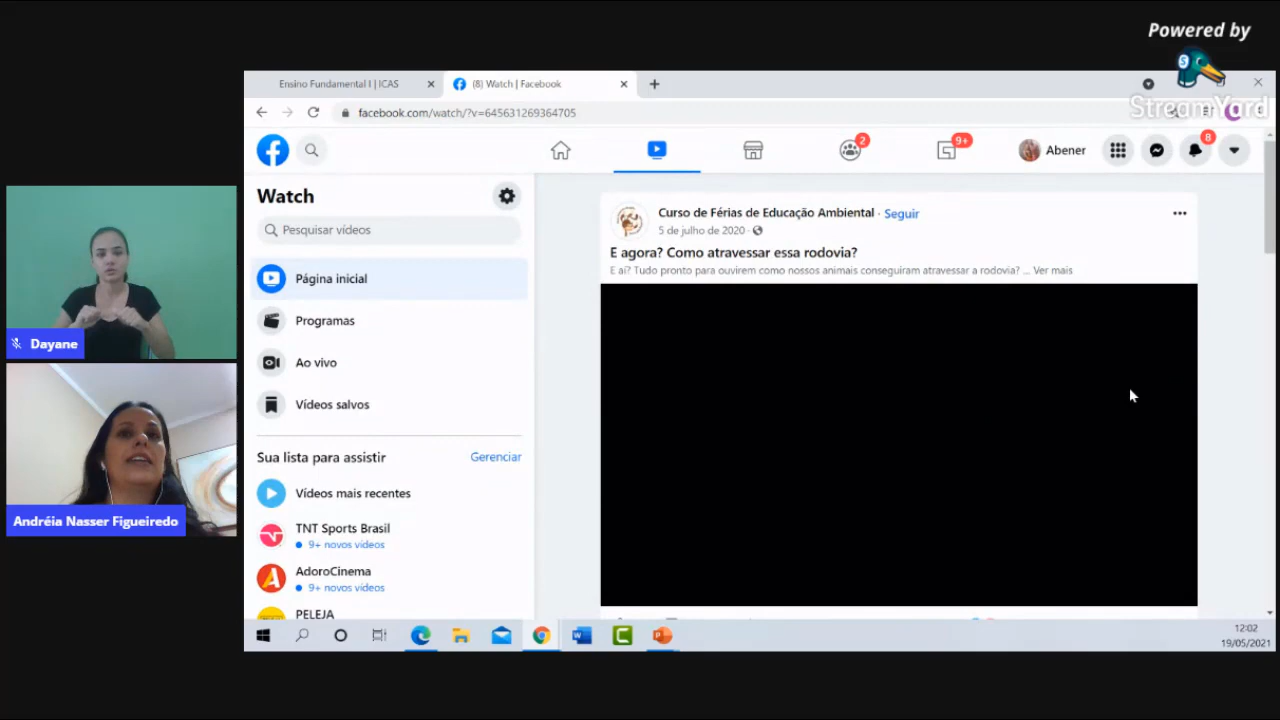 Powered by
StreamYard
Ensino Fundamental I | ICAS
(8) Watch | Facebook
facebook.com/watch/?v=645631269364705
2
9+
Abener
8
Watch
Pesquisar vídeos
Página inicial
Programas
Ao vivo
Vídeos salvos
Sua lista para assistir
Gerenciar
Vídeos mais recentes
TNT Sports Brasil
9+ novos vídeos
AdoroCinema
9+ novos vídeos
PELEJA
Curso de Férias de Educação Ambiental · Seguir
5 de julho de 2020 ·
E agora? Como atravessar essa rodovia?
E aí? Tudo pronto para ouvirem como nossos animais conseguiram atravessar a rodovia? ... Ver mais
Dayane
Andréia Nasser Figueiredo
12:02
19/05/2021